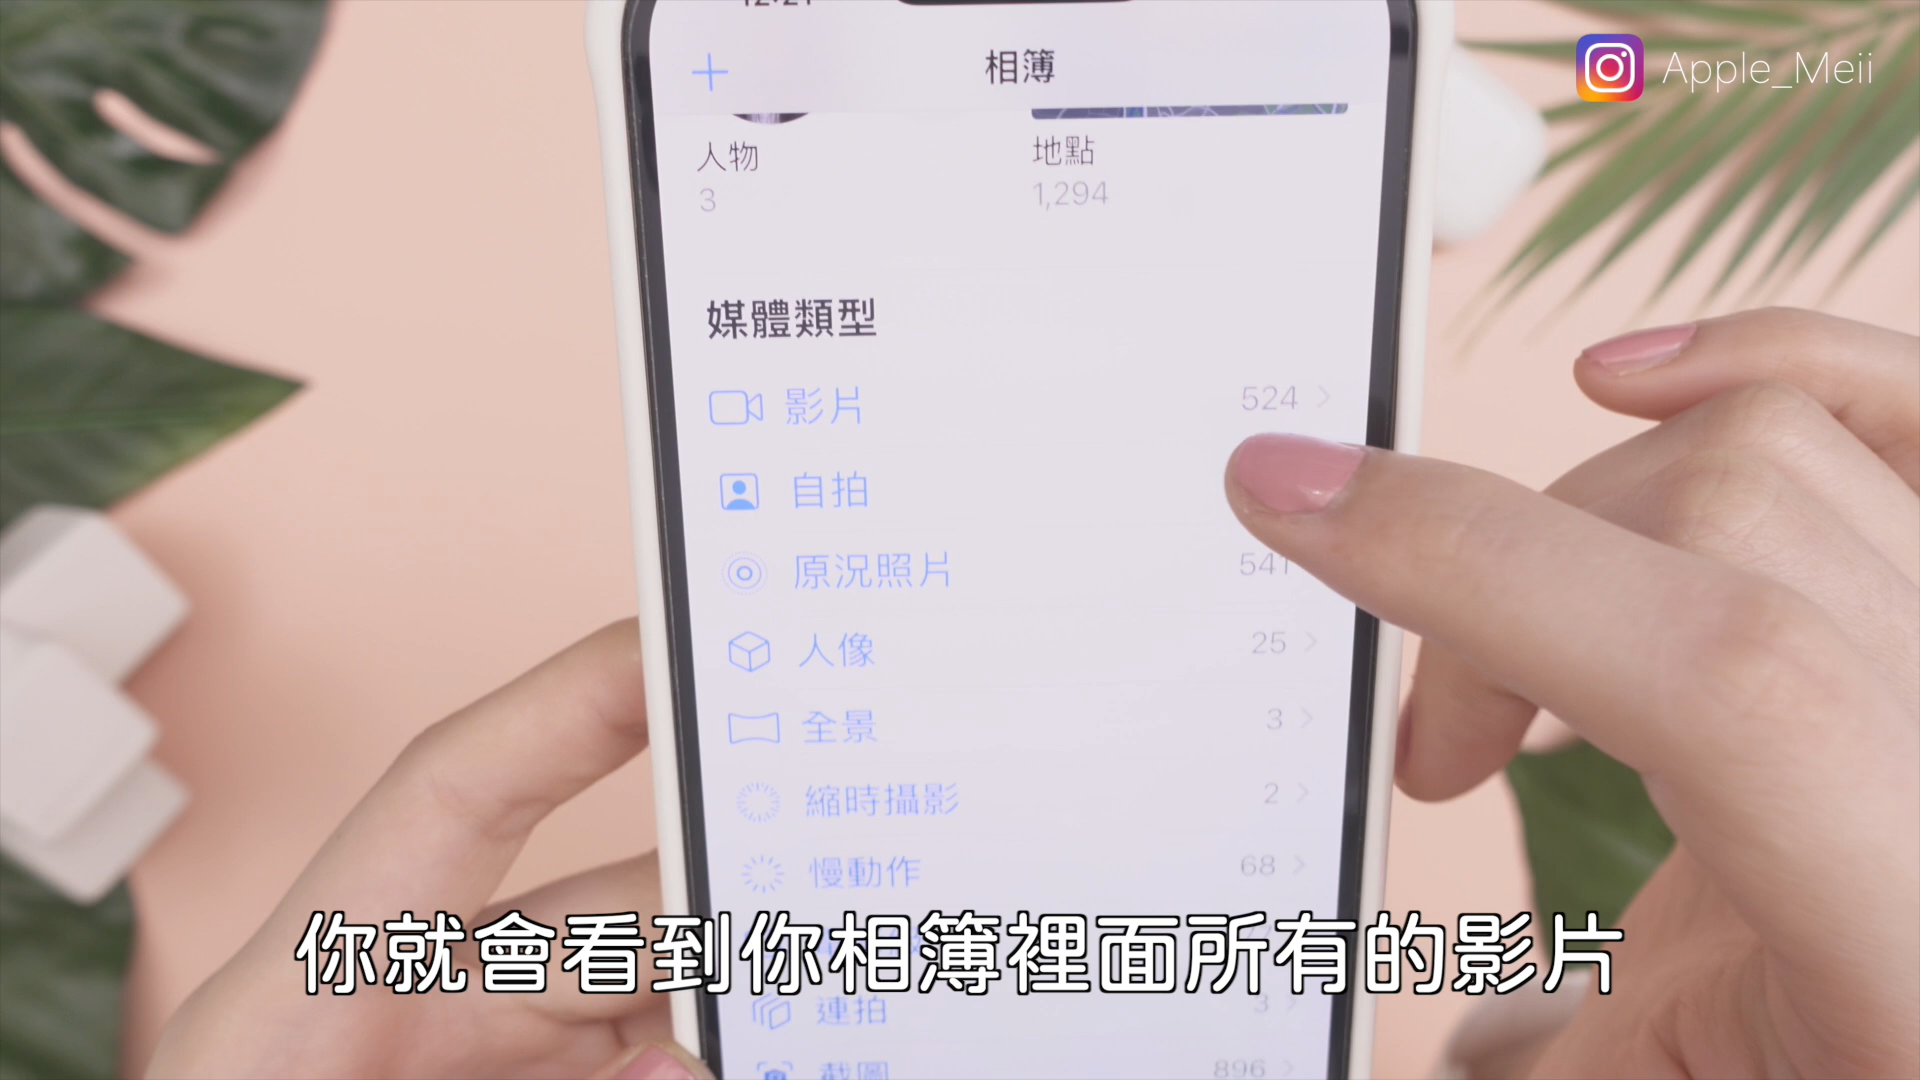 Apple_Meii
相簿
人物
地點
3
1,294
媒體類型
影片 524
自拍
原況照片 541
人像 25
全景 3
縮時攝影 2
慢動作 68
你就會看到你相簿裡面所有的影片
連拍 3
截圖 896